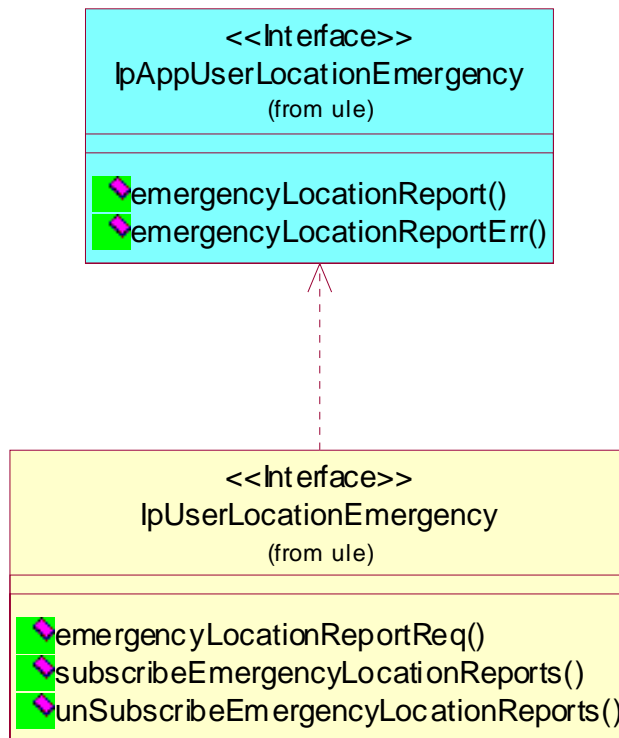 <<Interface>>
IpAppUserLocationEmergency
(from ule)
emergencyLocationReport()
emergencyLocationReportErr()
<<Interface>>
IpUserLocationEmergency
(from ule)
emergencyLocationReportReq()
subscribeEmergencyLocationReports()
unSubscribeEmergencyLocationReports()